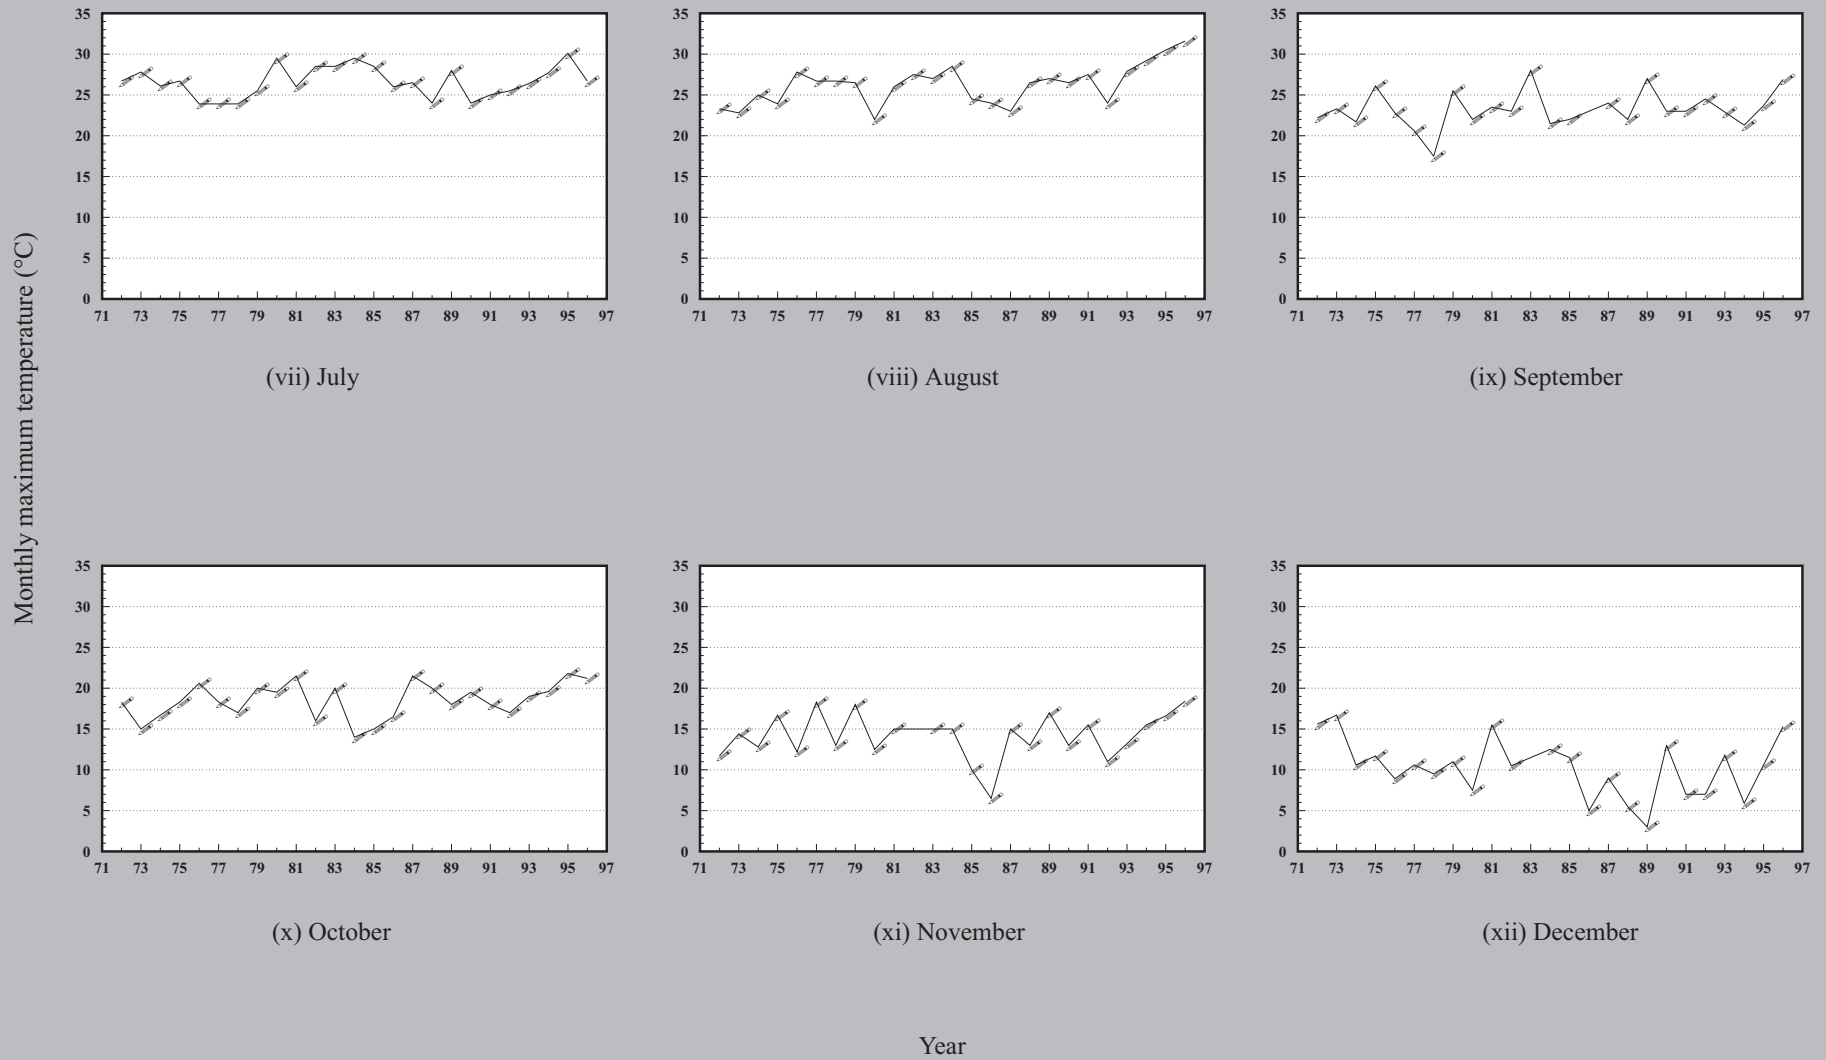 Monthly maximum temperature (°C)
35 35 35
30 30 30
25 25 25
20 20 20
15 15 15
10 10 10
5 5 5
0 0 0
71 73 75 77 79 81 83 85 87 89 91 93 95 97 71 73 75 77 79 81 83 85 87 89 91 93 95 97 71 73 75 77 79 81 83 85 87 89 91 93 95 97
(vii) July (viii) August (ix) September
35 35 35
30 30 30
25 25 25
20 20 20
15 15 15
10 10 10
5 5 5
0 0 0
71 73 75 77 79 81 83 85 87 89 91 93 95 97 71 73 75 77 79 81 83 85 87 89 91 93 95 97 71 73 75 77 79 81 83 85 87 89 91 93 95 97
(x) October (xi) November (xii) December
Year